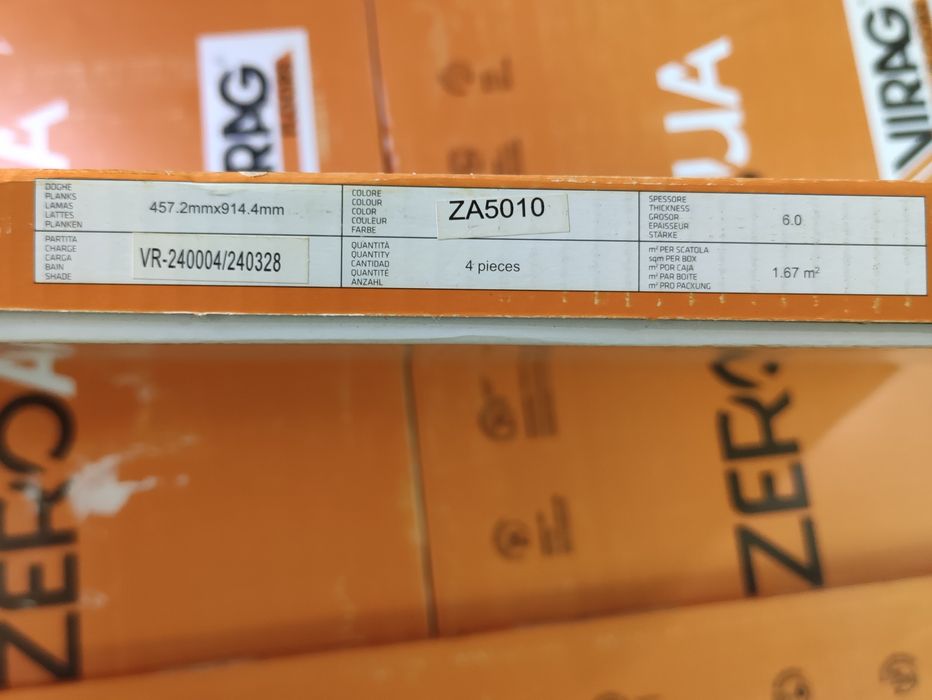 VIRAG
DOGHE
PLANKS
LAMAS
LATTES
PLANKEN
457.2mmx914.4mm
COLORE
COLOUR
COLOR
COULEUR
FARBE
ZA5010
SPESSORE
THICKNESS
GROSOR
EPAISSEUR
STÄRKE
6.0
PARTITA
CHARGE
CARGA
BAIN
SHADE
VR-240004/240328
QUANTITÀ
QUANTITY
CANTIDAD
QUANTITÉ
ANZAHL
4 pieces
m² PER SCATOLA
sqm PER BOX
m² POR CAJA
m² PAR BOITE
m² PRO PACKUNG
1.67 m²